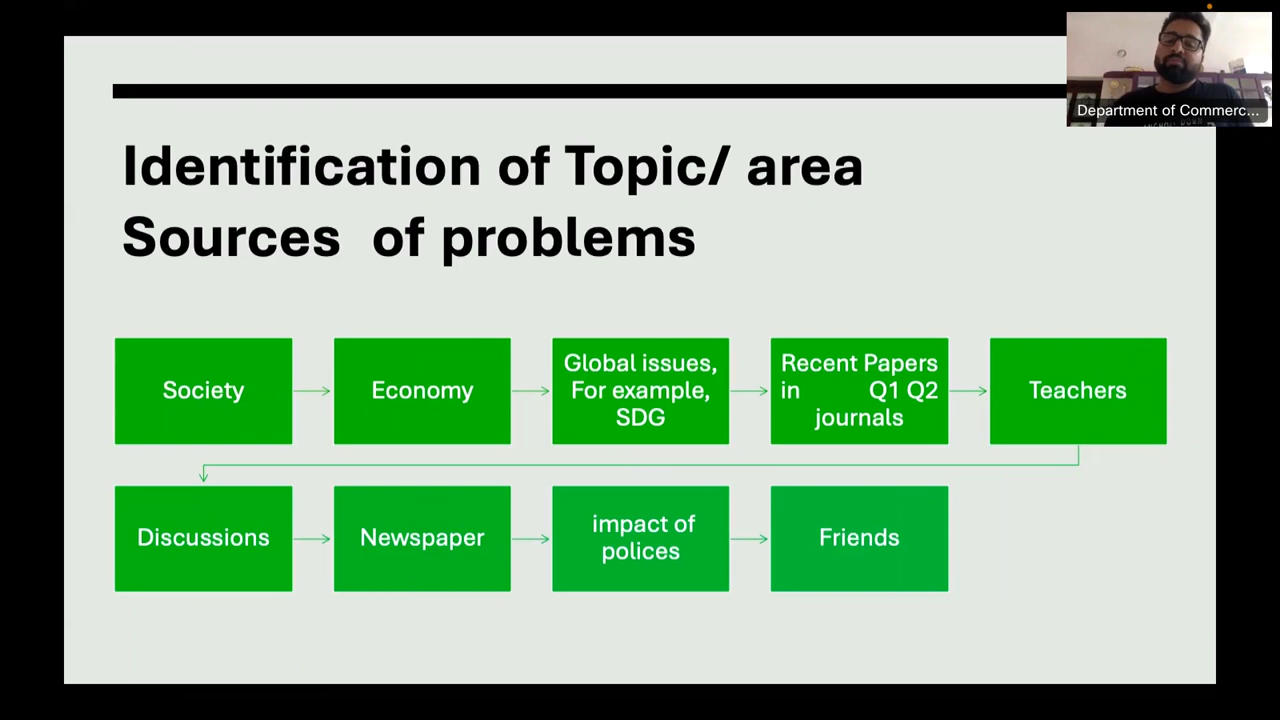 Identification of Topic/ area
Sources of problems
Society
Economy
Global issues,
For example,
SDG
Recent Papers
in Q1 Q2
journals
Teachers
Discussions
Newspaper
impact of
polices
Friends
Department of Commerc...